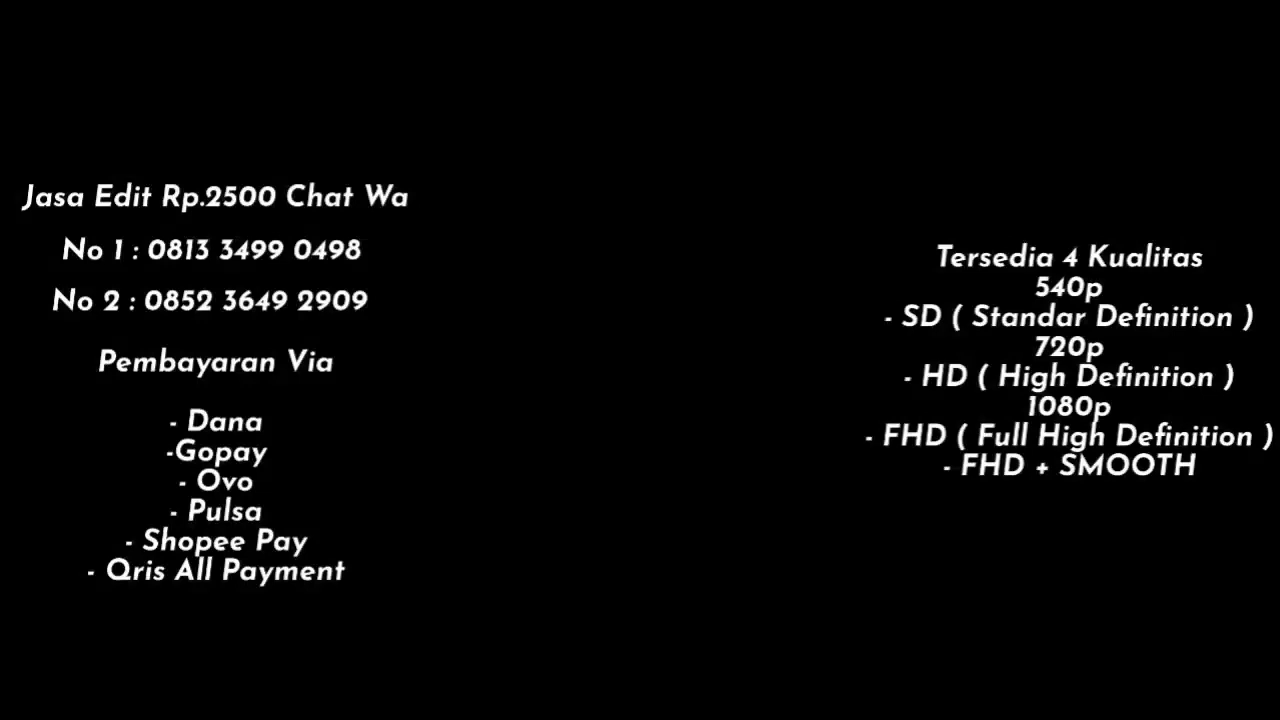 Jasa Edit Rp.2500 Chat Wa
No 1 : 0813 3499 0498
No 2 : 0852 3649 2909
Pembayaran Via
- Dana
-Gopay
- Ovo
- Pulsa
- Shopee Pay
- Qris All Payment
Tersedia 4 Kualitas
540p
- SD ( Standar Definition )
720p
- HD ( High Definition )
1080p
- FHD ( Full High Definition )
- FHD + SMOOTH